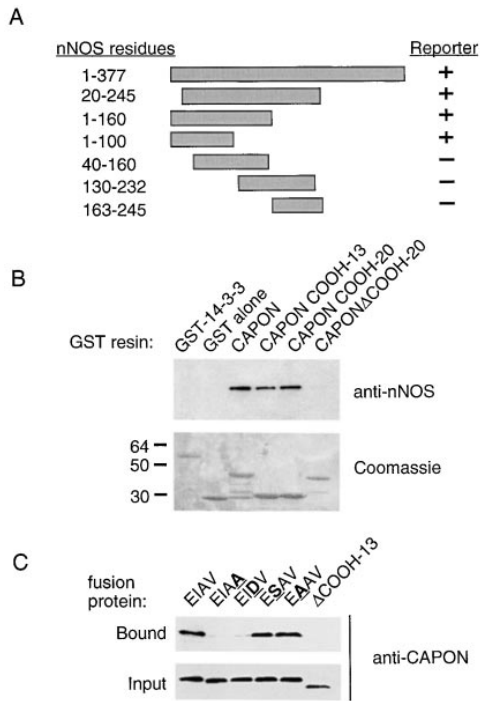 A
nNOS residues Reporter
1-377 +
20-245 +
1-160 +
1-100 +
40-160 −
130-232 −
163-245 −
B
GST resin: GST-14-3-3 GST alone CAPON CAPON COOH-13 CAPON COOH-20 CAPONΔCOOH-20
anti-nNOS
64
50
30
Coomassie
C
fusion protein: EIAV EIAA EIDV ESAV EAAV ΔCOOH-13
Bound
Input
anti-CAPON